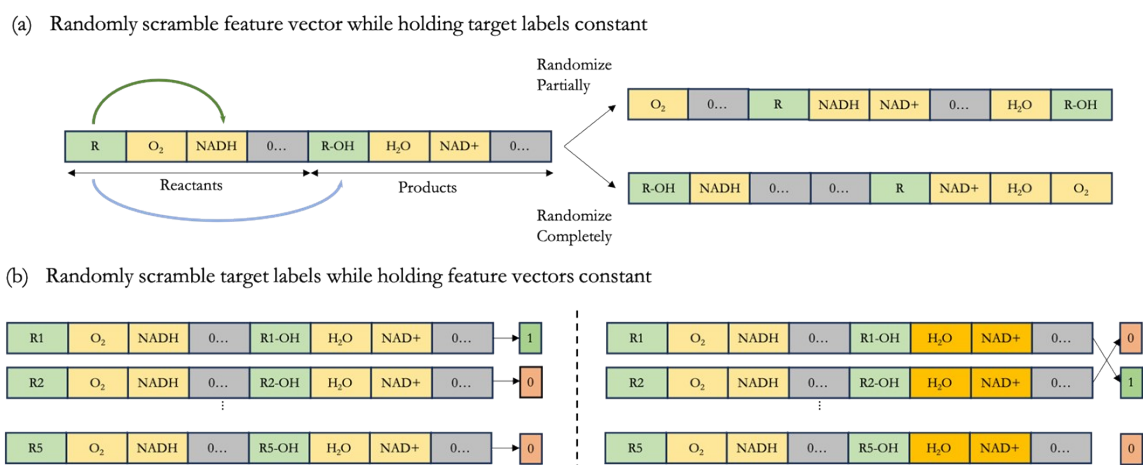 (a) Randomly scramble feature vector while holding target labels constant
Randomize
Partially
O₂ 0... R NADH NAD+ 0... H₂O R-OH
R O₂ NADH 0... R-OH H₂O NAD+ 0...
Reactants Products
R-OH NADH 0... 0... R NAD+ H₂O O₂
Randomize
Completely
(b) Randomly scramble target labels while holding feature vectors constant
R1 O₂ NADH 0... R1-OH H₂O NAD+ 0... 1
R2 O₂ NADH 0... R2-OH H₂O NAD+ 0... 0
⋮
R5 O₂ NADH 0... R5-OH H₂O NAD+ 0... 0
R1 O₂ NADH 0... R1-OH H₂O NAD+ 0... 0
R2 O₂ NADH 0... R2-OH H₂O NAD+ 0... 1
⋮
R5 O₂ NADH 0... R5-OH H₂O NAD+ 0... 0